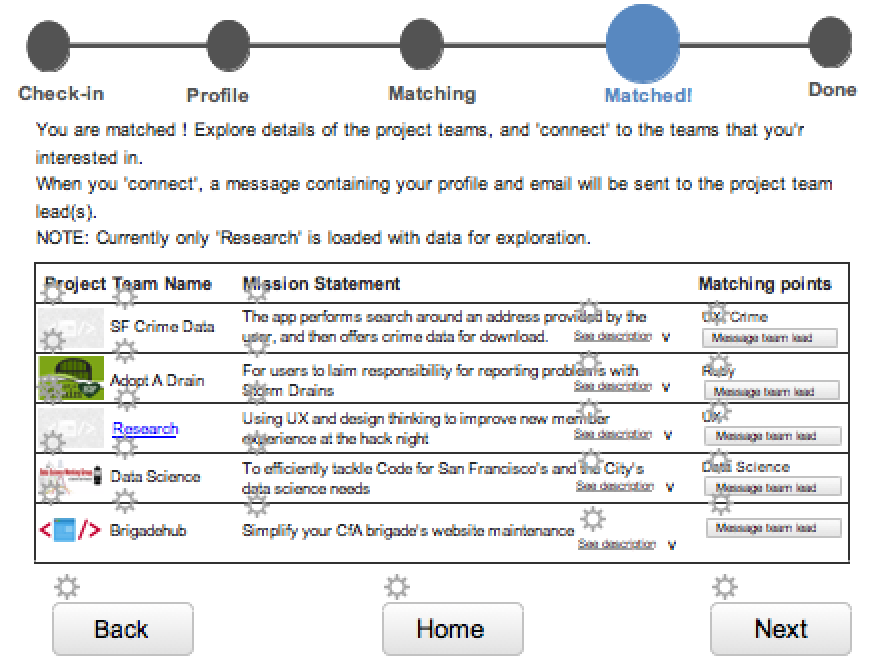 Check-in Profile Matching Matched! Done
You are matched ! Explore details of the project teams, and 'connect' to the teams that you'r
interested in.
When you 'connect', a message containing your profile and email will be sent to the project team
lead(s).
NOTE: Currently only 'Research' is loaded with data for exploration.
Project Team Name Mission Statement Matching points
SF Crime Data
The app performs search around an address provided by the
user, and then offers crime data for download. See description v
UX, Crime
Message team lead
Adopt A Drain
For users to laim responsibility for reporting problems with
Storm Drains See description v
Ruby
Message team lead
Research
Using UX and design thinking to improve new member
experience at the hack night See description v
UX
Message team lead
Data Science
To efficiently tackle Code for San Francisco's and the City's
data science needs See description v
Data Science
Message team lead
Brigadehub
Simplify your CfA brigade's website maintenance
See description v
Message team lead
Back Home Next